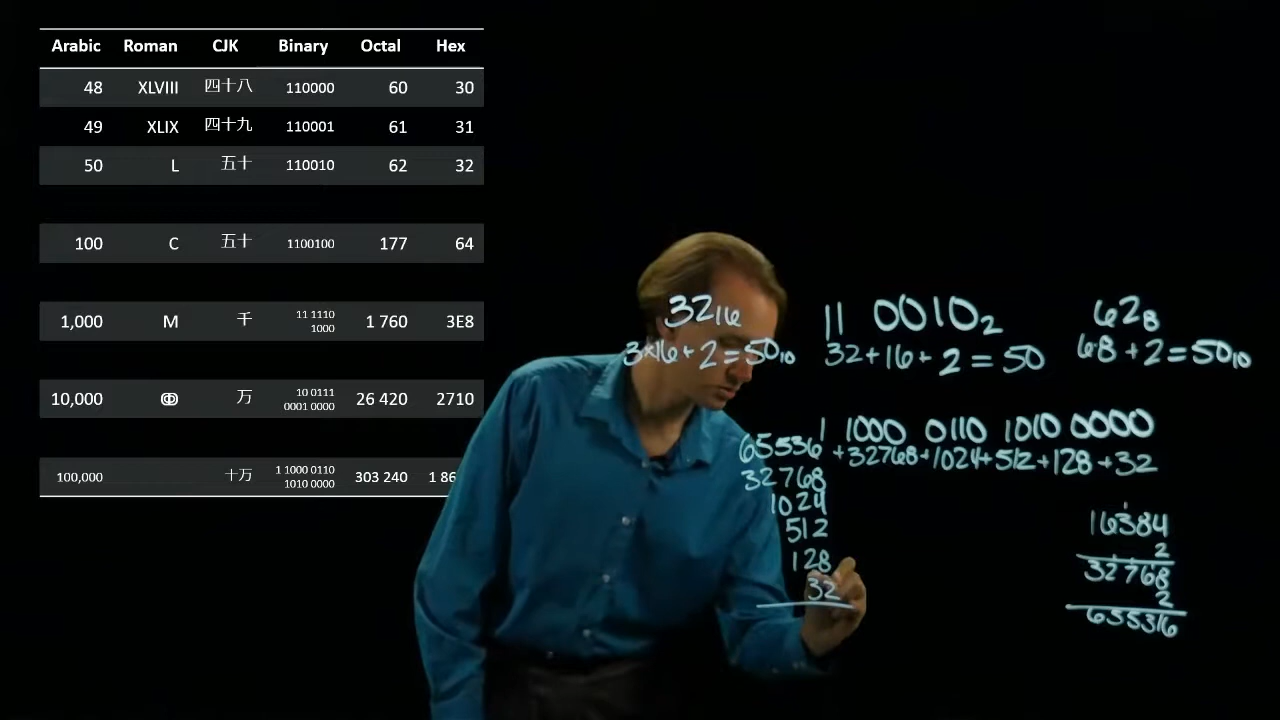 Arabic Roman CJK Binary Octal Hex
48 XLVIII 四十八 110000 60 30
49 XLIX 四十九 110001 61 31
50 L 五十 110010 62 32
100 C 五十 1100100 177 64
1,000 M 千 11 1110 1000 1 760 3E8
10,000 ↂ 万 10 0111 0001 0000 26 420 2710
100,000 十万 1 1000 0110 1010 0000 303 240 1 86
32₁₆
3×16+2=50₁₀
11 0010₂
32+16+2=50
62₈
6·8+2=50₁₀
1 1000 0110 1010 0000
65536+32768+1024+512+128+32
32768
1024
512
128
32
1
16384
2
32768
2
65536